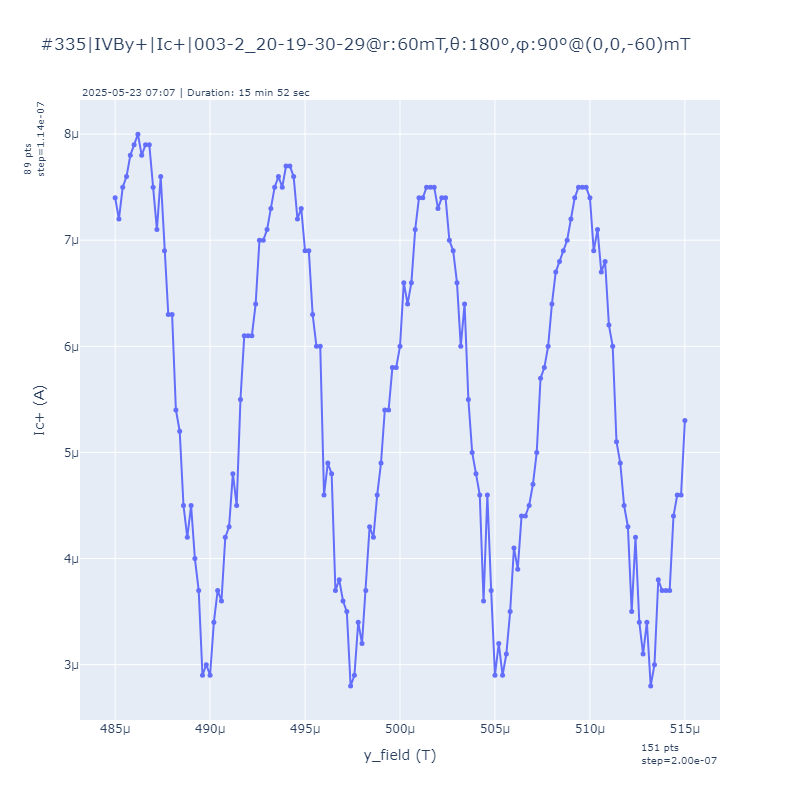 #335|IVBy+|Ic+|003-2_20-19-30-29@r:60mT,θ:180°,φ:90°@(0,0,-60)mT
2025-05-23 07:07 | Duration: 15 min 52 sec
89 pts
step=1.14e-07
8μ
7μ
6μ
5μ
4μ
3μ
Ic+ (A)
485μ
490μ
495μ
500μ
505μ
510μ
515μ
y_field (T)
151 pts
step=2.00e-07